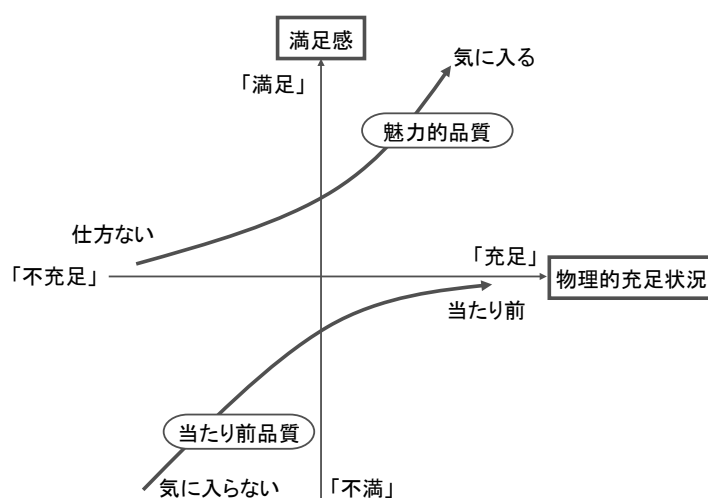 満足感
気に入る
「満足」
魅力的品質
仕方ない
「充足」
「不充足」
物理的充足状況
当たり前
当たり前品質
気に入らない
「不満」